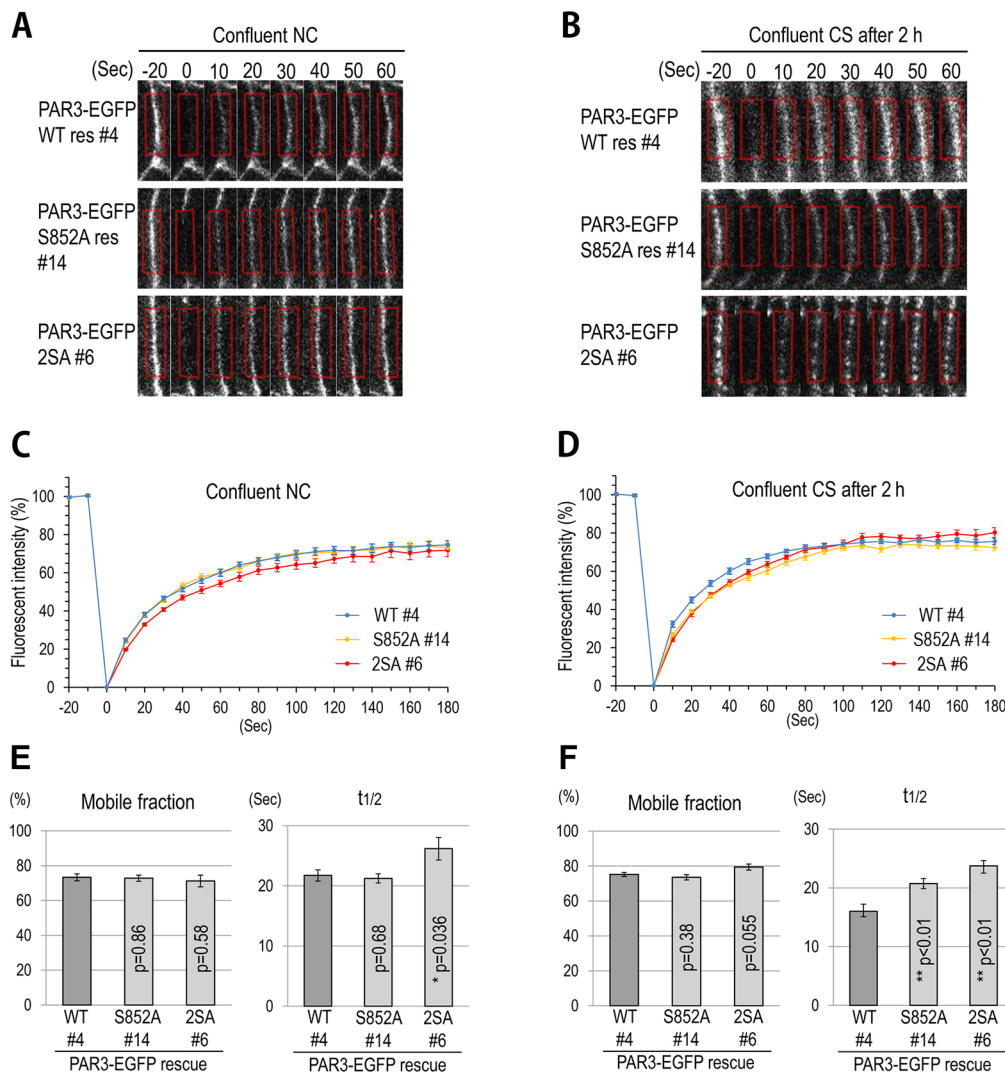 A
Confluent NC
(Sec) -20 0 10 20 30 40 50 60
PAR3-EGFP
WT res #4
PAR3-EGFP
S852A res
#14
PAR3-EGFP
2SA #6
B
Confluent CS after 2 h
(Sec) -20 0 10 20 30 40 50 60
PAR3-EGFP
WT res #4
PAR3-EGFP
S852A res #14
PAR3-EGFP
2SA #6
C
Confluent NC
Fluorescent intensity (%)
100
80
60
40
20
0
-20 0 20 40 60 80 100 120 140 160 180
(Sec)
WT #4
S852A #14
2SA #6
D
Confluent CS after 2 h
Fluorescent intensity (%)
100
80
60
40
20
0
-20 0 20 40 60 80 100 120 140 160 180
(Sec)
WT #4
S852A #14
2SA #6
E
(%)
Mobile fraction
100
80
60
40
20
0
p=0.86
p=0.58
WT S852A 2SA
#4 #14 #6
PAR3-EGFP rescue
(Sec)
t1/2
30
20
10
0
p=0.68
* p=0.036
WT S852A 2SA
#4 #14 #6
PAR3-EGFP rescue
F
(%)
Mobile fraction
100
80
60
40
20
0
p=0.38
p=0.055
WT S852A 2SA
#4 #14 #6
PAR3-EGFP rescue
(Sec)
t1/2
30
20
10
0
** p<0.01
** p<0.01
WT S852A 2SA
#4 #14 #6
PAR3-EGFP rescue